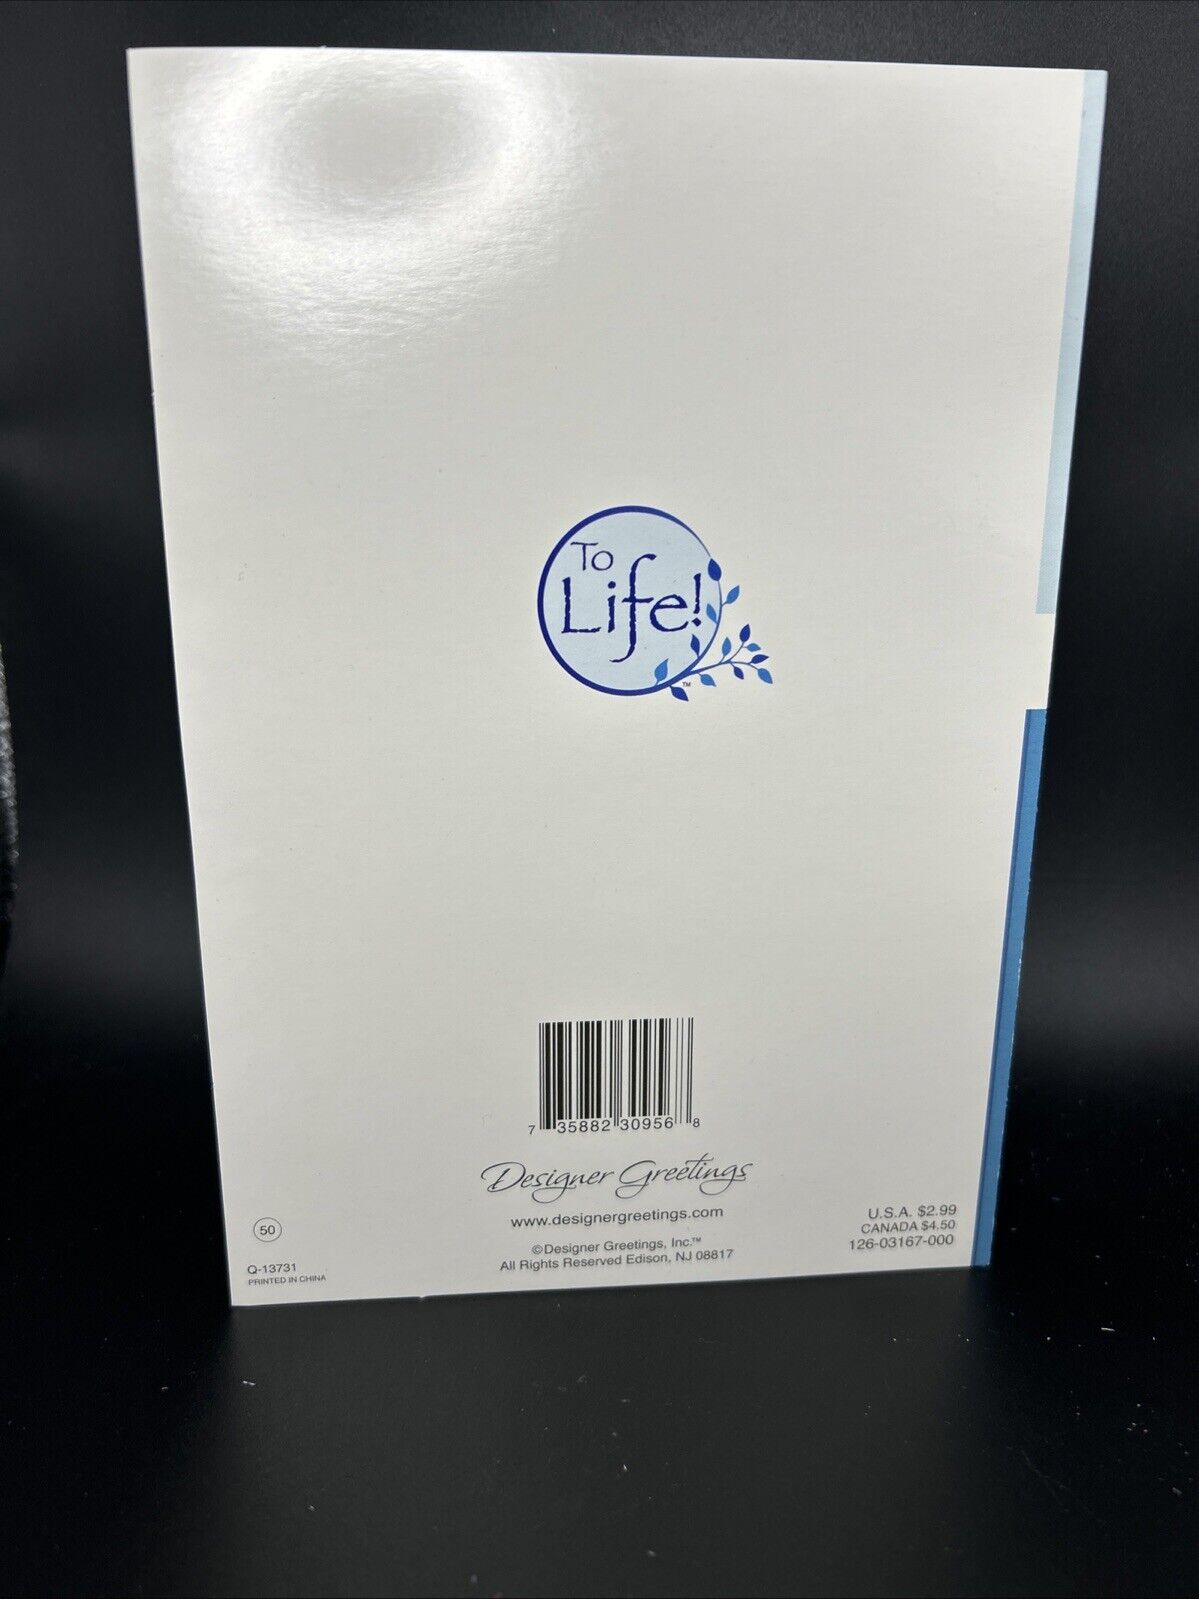 To
Life!
™
7 35882 30956 8
Designer Greetings
www.designergreetings.com
©Designer Greetings, Inc.™
All Rights Reserved Edison, NJ 08817
50
Q-13731
PRINTED IN CHINA
U.S.A. $2.99
CANADA $4.50
126-03167-000